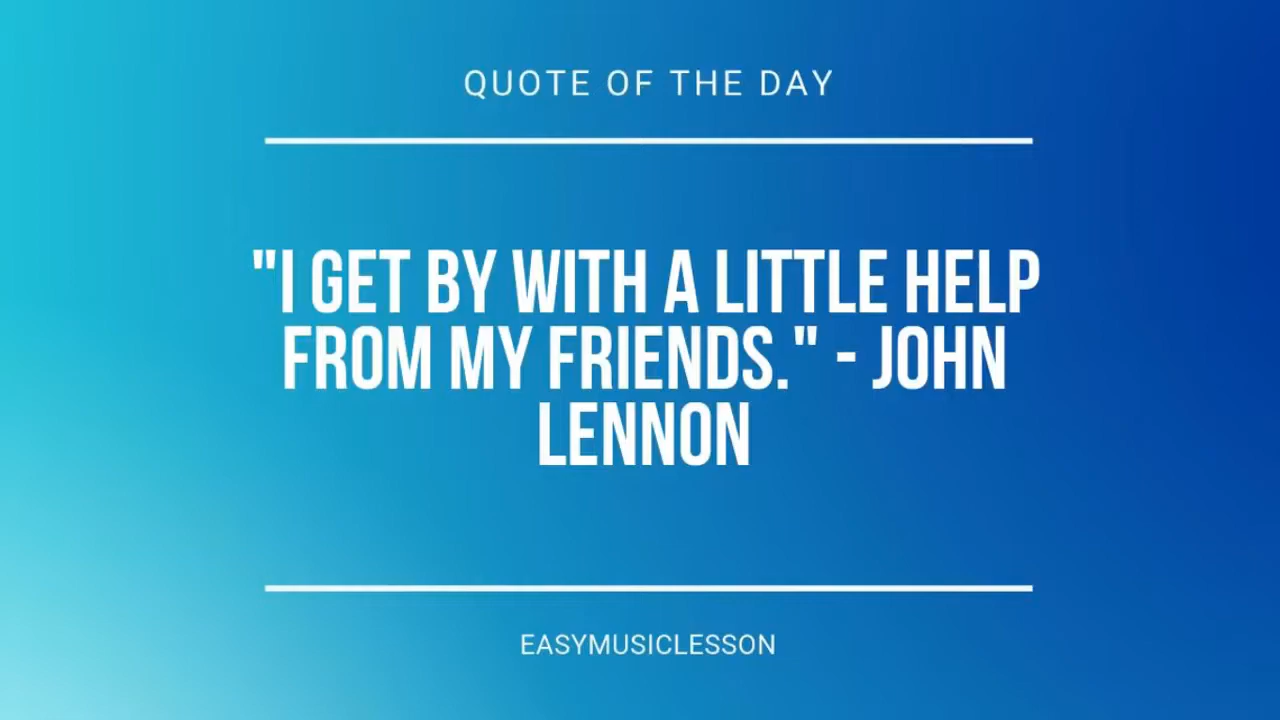 QUOTE OF THE DAY
"I GET BY WITH A LITTLE HELP
FROM MY FRIENDS." - JOHN
LENNON
EASYMUSICLESSON